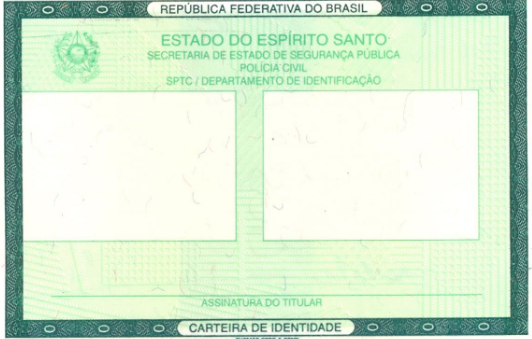 REPÚBLICA FEDERATIVA DO BRASIL
ESTADO DO ESPÍRITO SANTO
SECRETARIA DE ESTADO DE SEGURANÇA PÚBLICA
POLÍCIA CIVIL
SPTC / DEPARTAMENTO DE IDENTIFICAÇÃO
ASSINATURA DO TITULAR
CARTEIRA DE IDENTIDADE